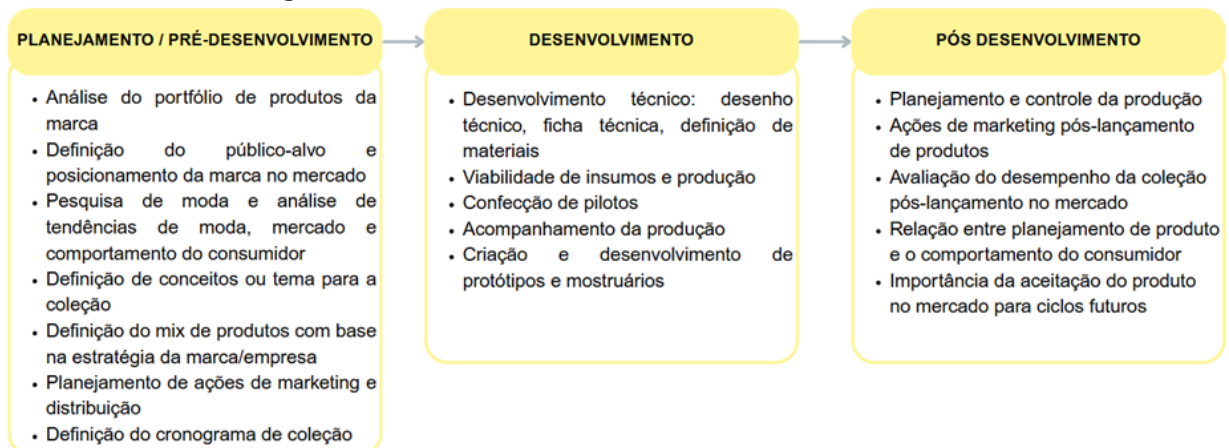 PLANEJAMENTO / PRÉ-DESENVOLVIMENTO
• Análise do portfólio de produtos da
marca
• Definição do público-alvo e
posicionamento da marca no mercado
• Pesquisa de moda e análise de
tendências de moda, mercado e
comportamento do consumidor
• Definição de conceitos ou tema para a
coleção
• Definição do mix de produtos com base
na estratégia da marca/empresa
• Planejamento de ações de marketing e
distribuição
• Definição do cronograma de coleção
DESENVOLVIMENTO
• Desenvolvimento técnico: desenho
técnico, ficha técnica, definição de
materiais
• Viabilidade de insumos e produção
• Confecção de pilotos
• Acompanhamento da produção
• Criação e desenvolvimento de
protótipos e mostruários
PÓS DESENVOLVIMENTO
• Planejamento e controle da produção
• Ações de marketing pós-lançamento
de produtos
• Avaliação do desempenho da coleção
pós-lançamento no mercado
• Relação entre planejamento de produto
e o comportamento do consumidor
• Importância da aceitação do produto
no mercado para ciclos futuros